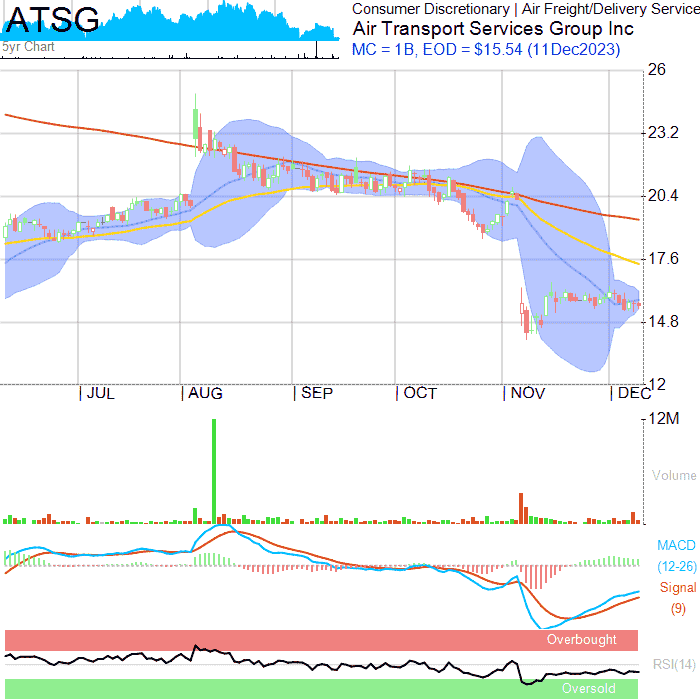 ATSG
5yr Chart
Consumer Discretionary | Air Freight/Delivery Service
Air Transport Services Group Inc
MC = 1B, EOD = $15.54 (11Dec2023)
26
23.2
20.4
17.6
14.8
12
JUL AUG SEP OCT NOV DEC
12M
Volume
MACD
(12-26)
Signal
(9)
Overbought
RSI(14)
Oversold